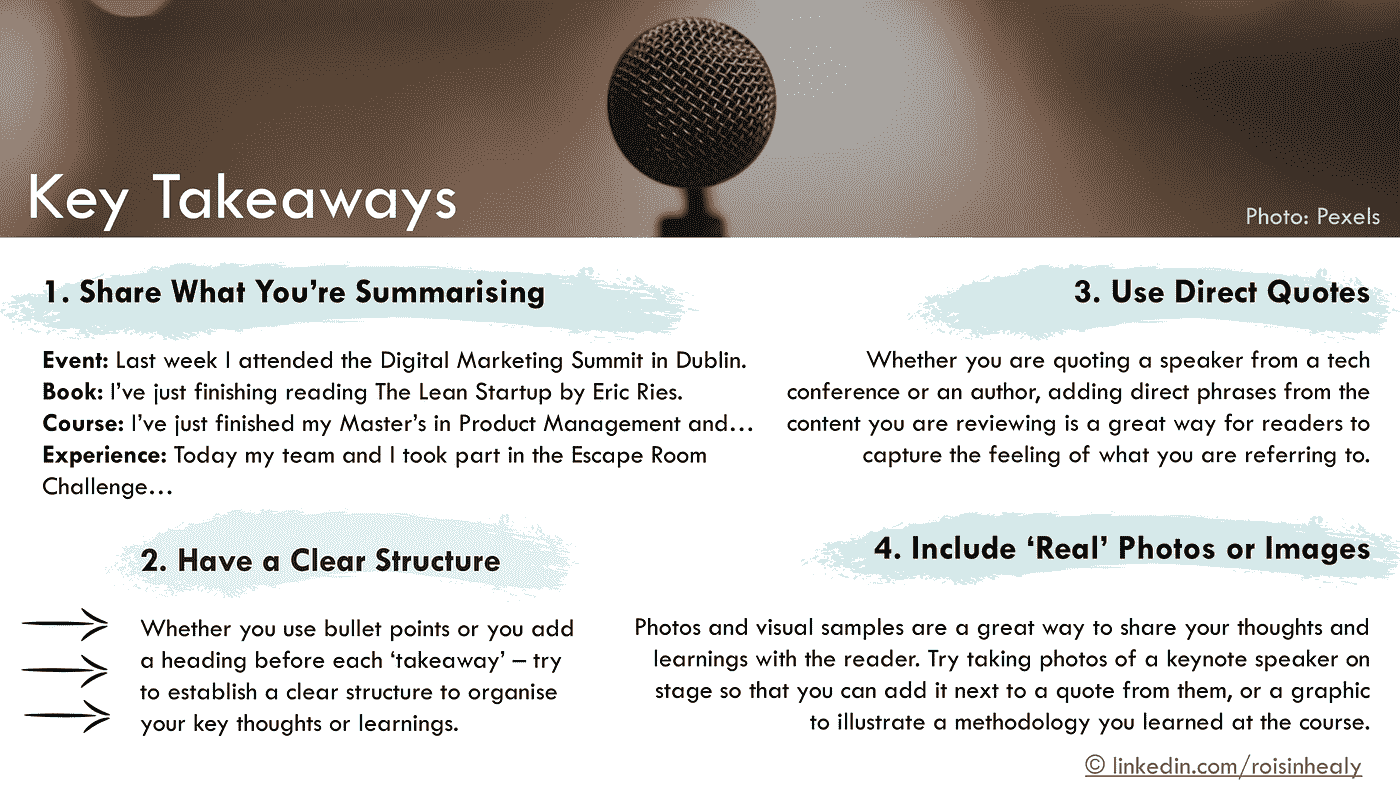 Key Takeaways
Photo: Pexels
1. Share What You're Summarising
Event: Last week I attended the Digital Marketing Summit in Dublin.
Book: I've just finishing reading The Lean Startup by Eric Ries.
Course: I've just finished my Master's in Product Management and…
Experience: Today my team and I took part in the Escape Room
Challenge…
2. Have a Clear Structure
Whether you use bullet points or you add
a heading before each ‘takeaway’ – try
to establish a clear structure to organise
your key thoughts or learnings.
3. Use Direct Quotes
Whether you are quoting a speaker from a tech
conference or an author, adding direct phrases from the
content you are reviewing is a great way for readers to
capture the feeling of what you are referring to.
4. Include ‘Real’ Photos or Images
Photos and visual samples are a great way to share your thoughts and
learnings with the reader. Try taking photos of a keynote speaker on
stage so that you can add it next to a quote from them, or a graphic
to illustrate a methodology you learned at the course.
© linkedin.com/roisinhealy